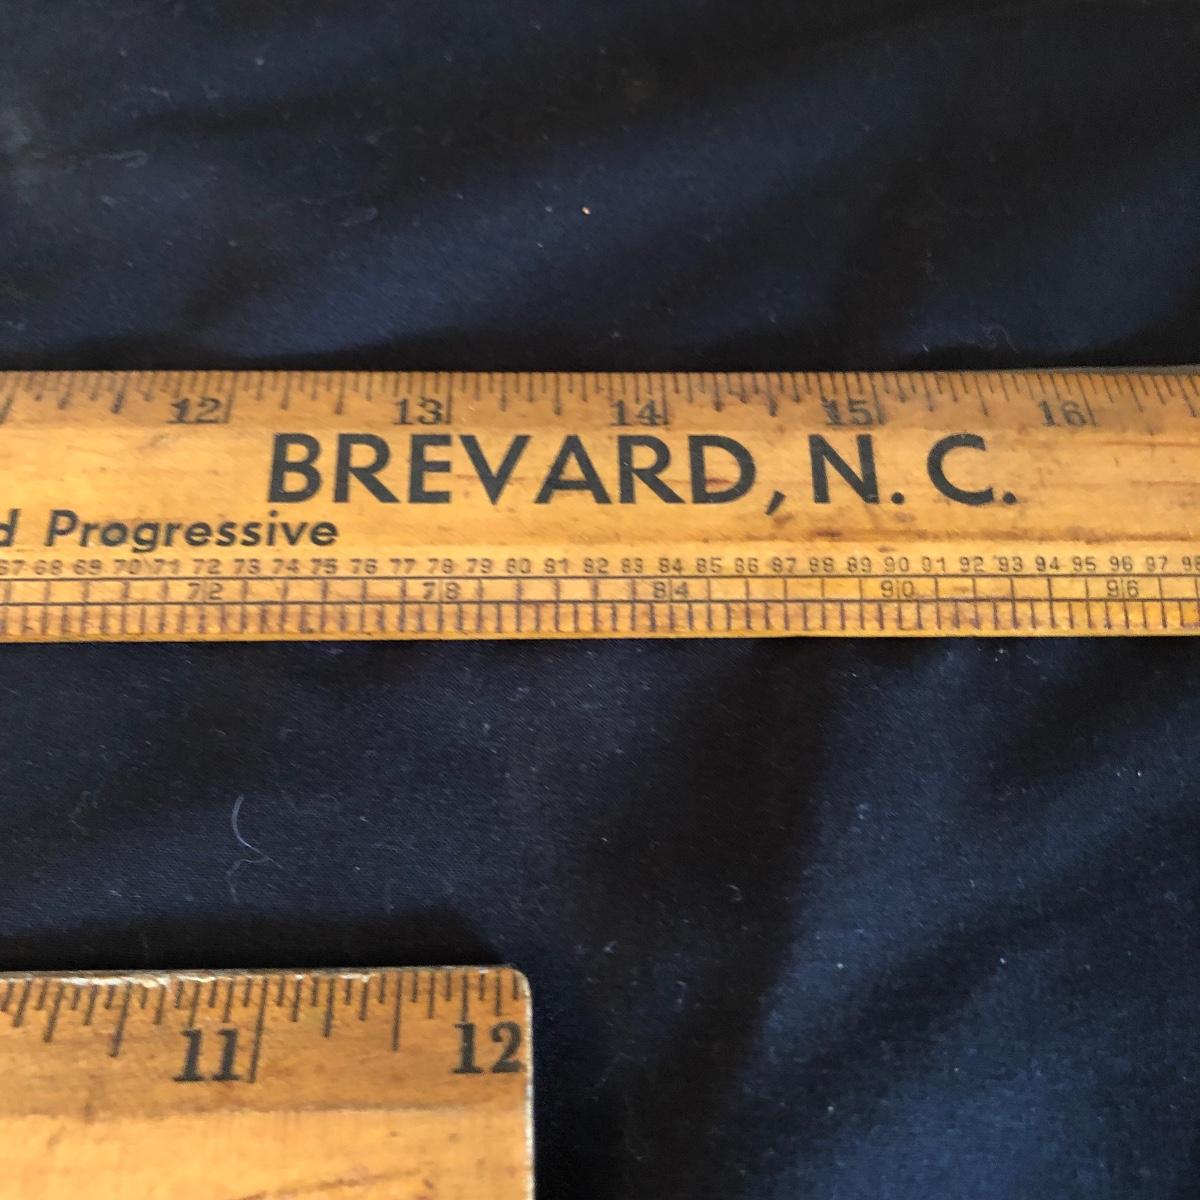 12 13 14 15 16
BREVARD, N. C.
d Progressive
67 68 69 70 71 72 73 74 75 76 77 78 79 80 81 82 83 84 85 86 87 88 89 90 91 92 93 94 95 96 97 98
72 78 84 90 96
11 12